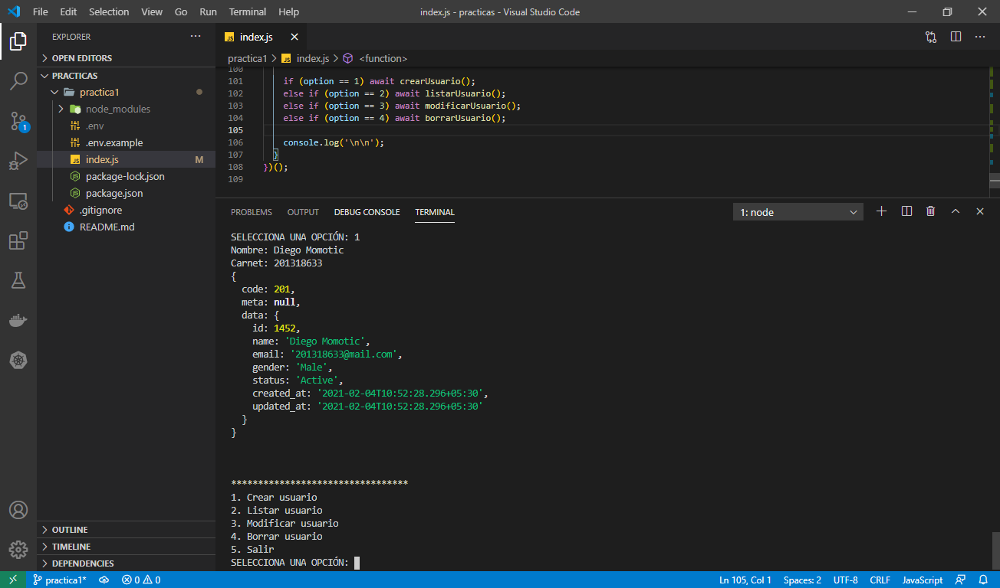 File Edit Selection View Go Run Terminal Help index.js - practicas - Visual Studio Code
EXPLORER
OPEN EDITORS
PRACTICAS
practica1
node_modules
.env
.env.example
index.js M
package-lock.json
package.json
.gitignore
README.md
OUTLINE
TIMELINE
DEPENDENCIES
1
JS index.js
practica1 > JS index.js > <function>
100
101 if (option == 1) await crearUsuario();
102 else if (option == 2) await listarUsuario();
103 else if (option == 3) await modificarUsuario();
104 else if (option == 4) await borrarUsuario();
105
106 console.log('\n\n');
107 }
108 })();
109
PROBLEMS OUTPUT DEBUG CONSOLE TERMINAL 1: node
SELECCIONA UNA OPCIÓN: 1
Nombre: Diego Momotic
Carnet: 201318633
{
code: 201,
meta: null,
data: {
id: 1452,
name: 'Diego Momotic',
email: '201318633@mail.com',
gender: 'Male',
status: 'Active',
created_at: '2021-02-04T10:52:28.296+05:30',
updated_at: '2021-02-04T10:52:28.296+05:30'
}
}
*********************************
1. Crear usuario
2. Listar usuario
3. Modificar usuario
4. Borrar usuario
5. Salir
SELECCIONA UNA OPCIÓN:
practica1* 0 0 Ln 105, Col 1 Spaces: 2 UTF-8 CRLF JavaScript